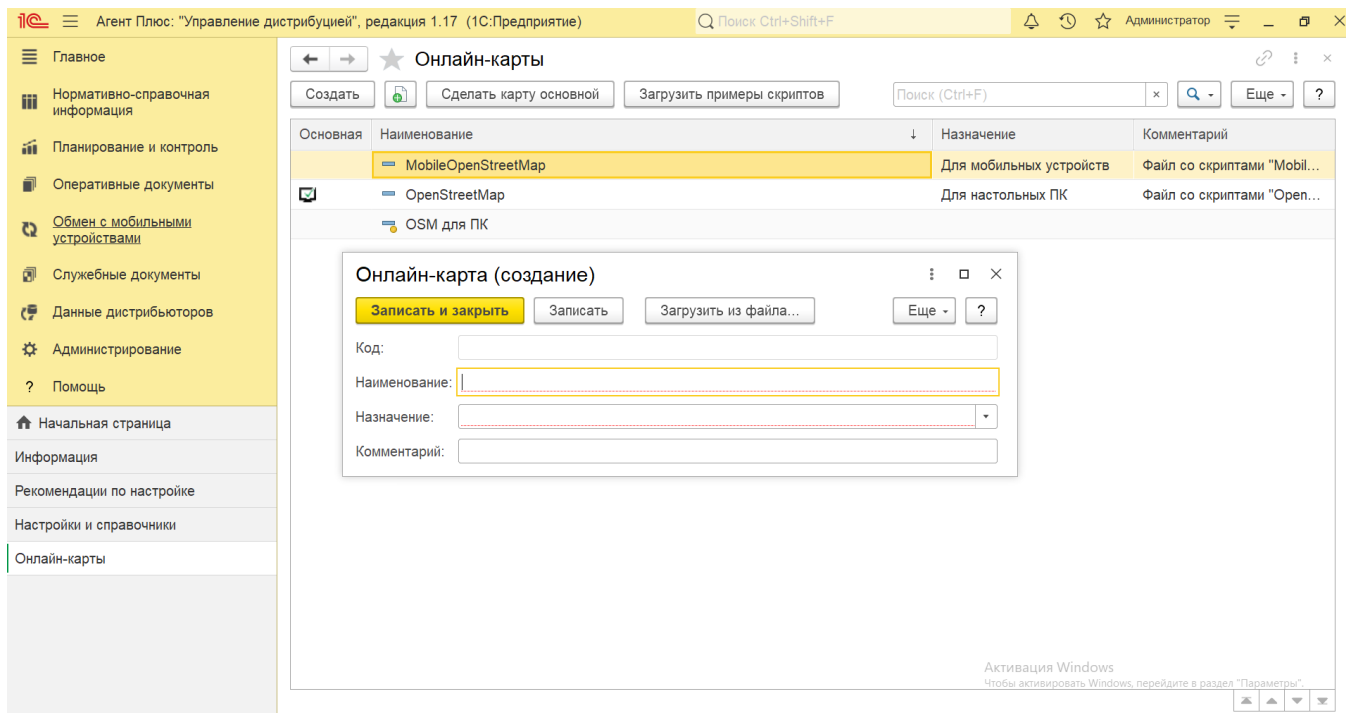 1С Агент Плюс: "Управление дистрибуцией", редакция 1.17 (1С:Предприятие) Поиск Ctrl+Shift+F Администратор
Главное
Нормативно-справочная
информация
Планирование и контроль
Оперативные документы
Обмен с мобильными
устройствами
Служебные документы
Данные дистрибьюторов
Администрирование
? Помощь
Начальная страница
Информация
Рекомендации по настройке
Настройки и справочники
Онлайн-карты
Онлайн-карты
Создать Сделать карту основной Загрузить примеры скриптов Поиск (Ctrl+F) × Еще ?
Основная Наименование ↓ Назначение Комментарий
MobileOpenStreetMap Для мобильных устройств Файл со скриптами "Mobil...
OpenStreetMap Для настольных ПК Файл со скриптами "Open...
OSM для ПК
Онлайн-карта (создание)
Записать и закрыть Записать Загрузить из файла... Еще ?
Код:
Наименование:
Назначение:
Комментарий:
Активация Windows
Чтобы активировать Windows, перейдите в раздел "Параметры".